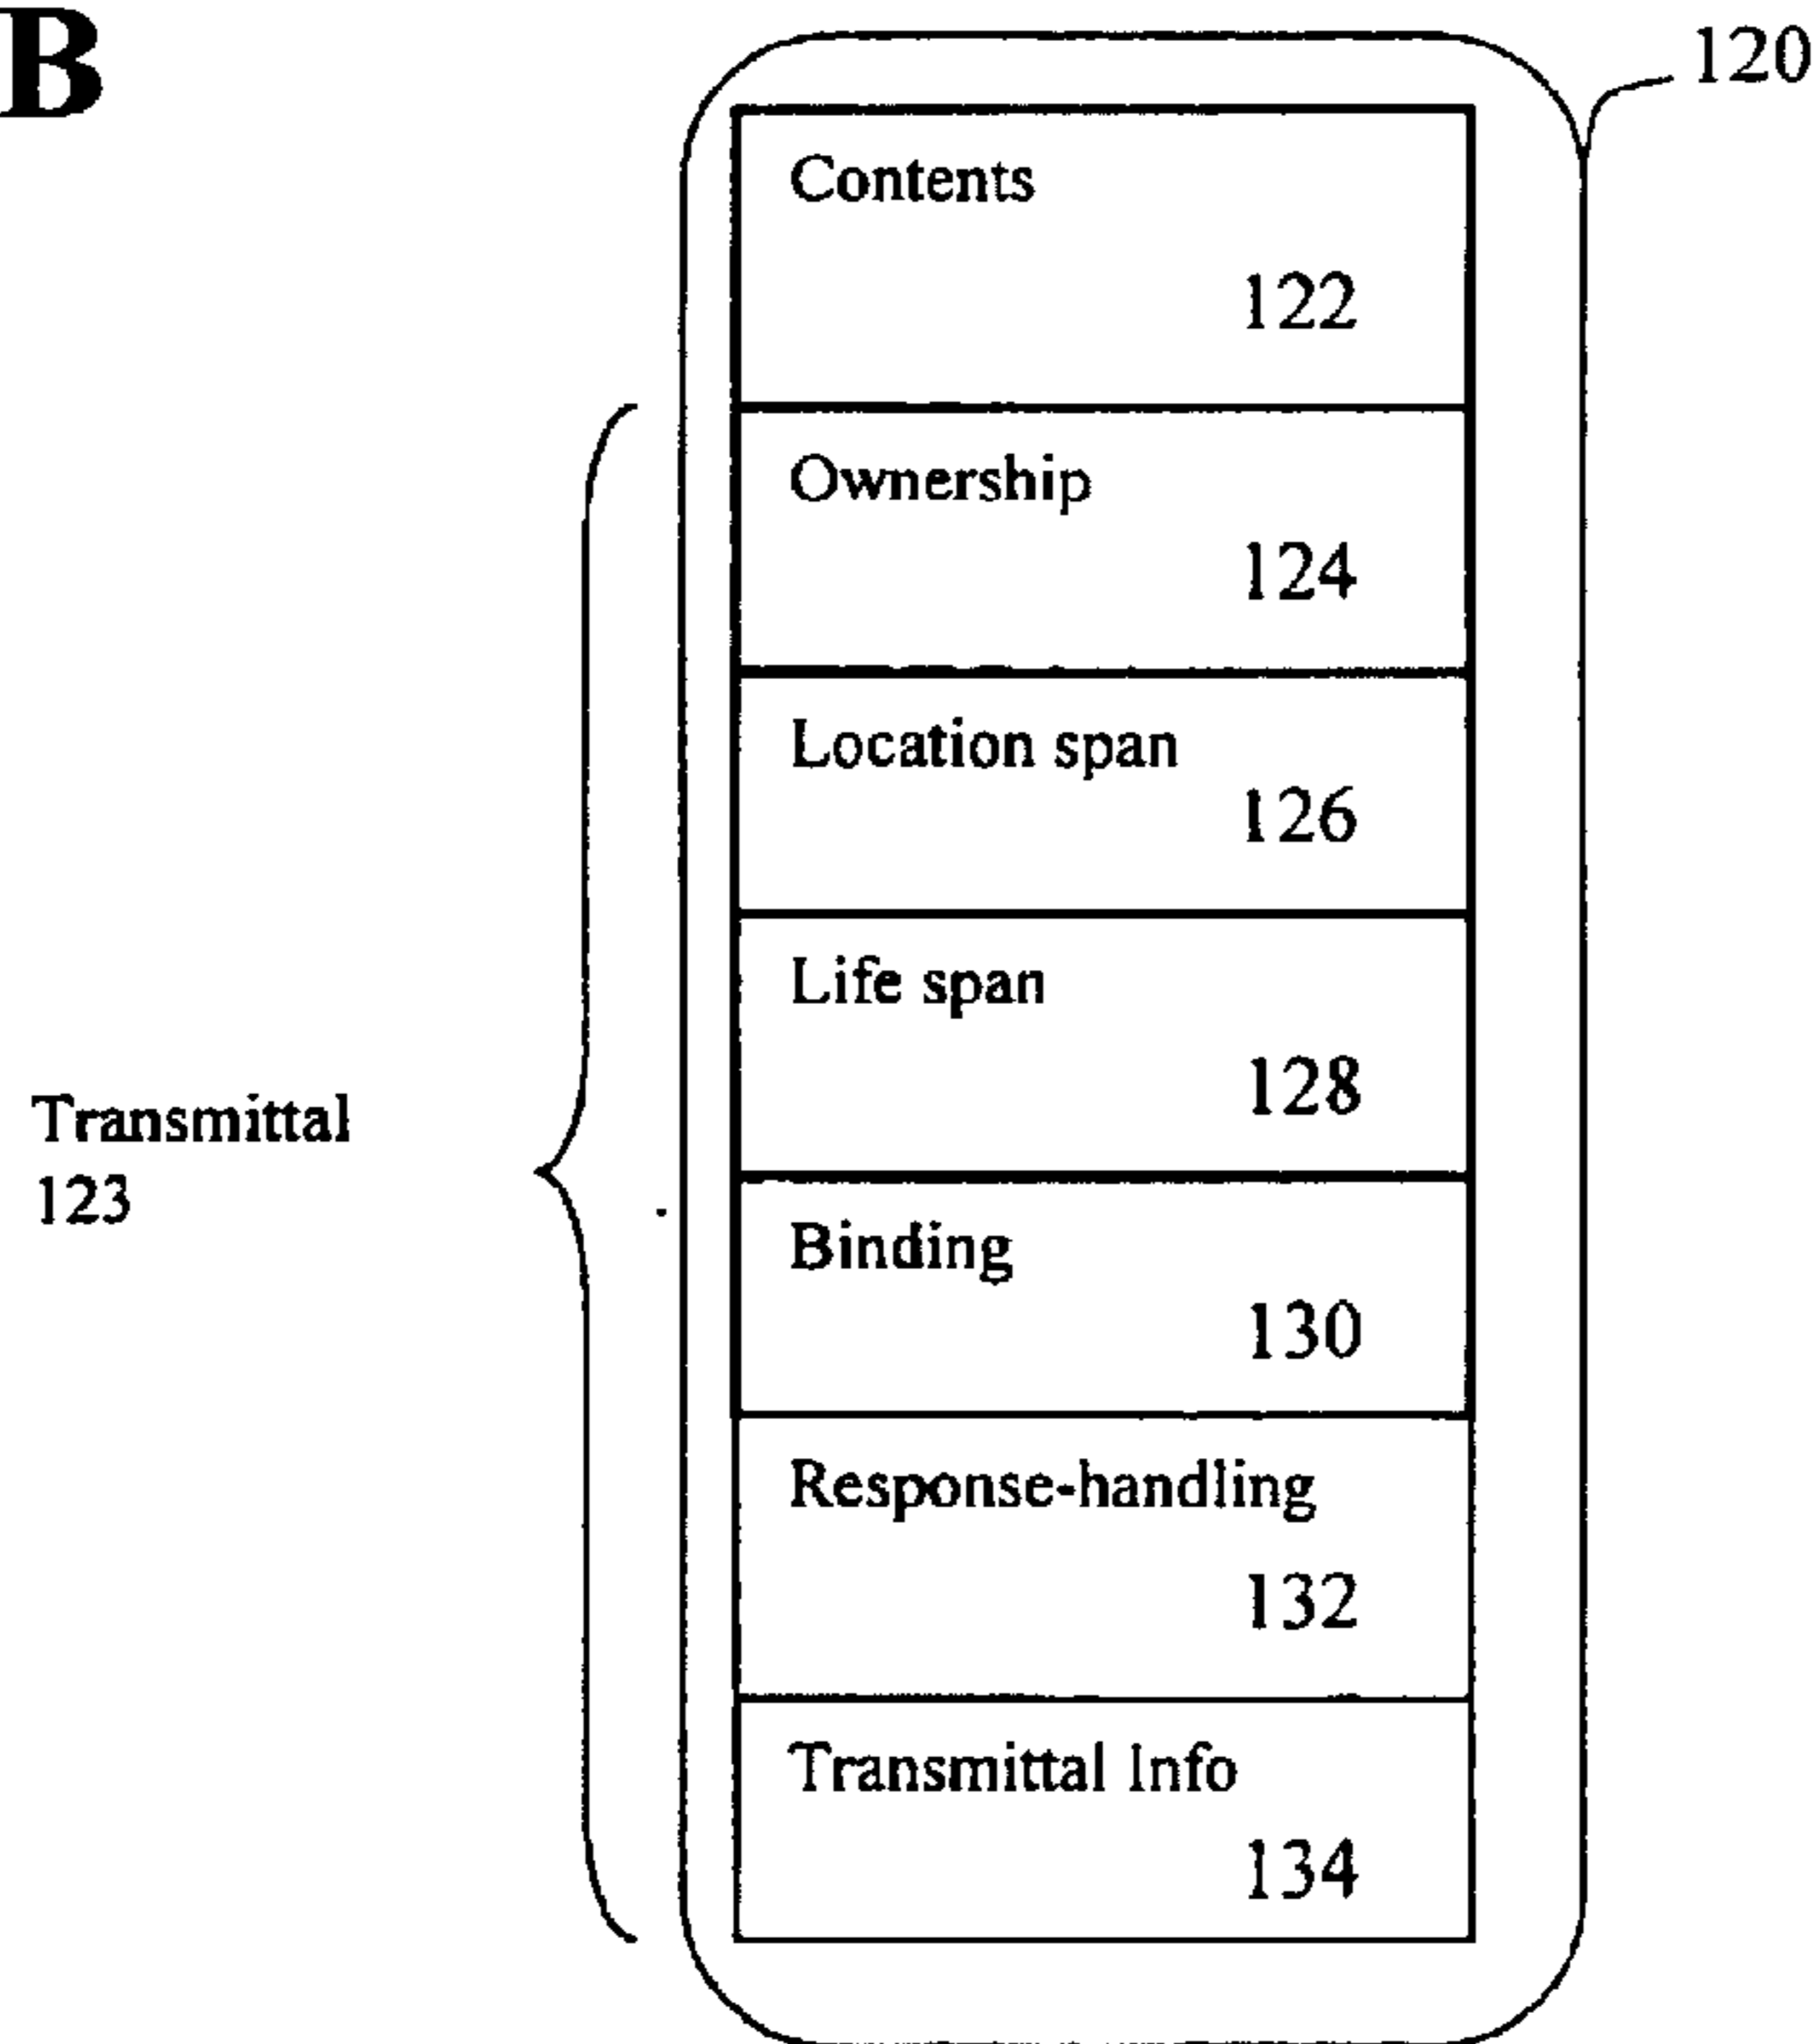 B
120
Contents
122
Ownership
124
Location span
126
Life span
128
Transmittal
123
Binding
130
Response-handling
132
Transmittal Info
134